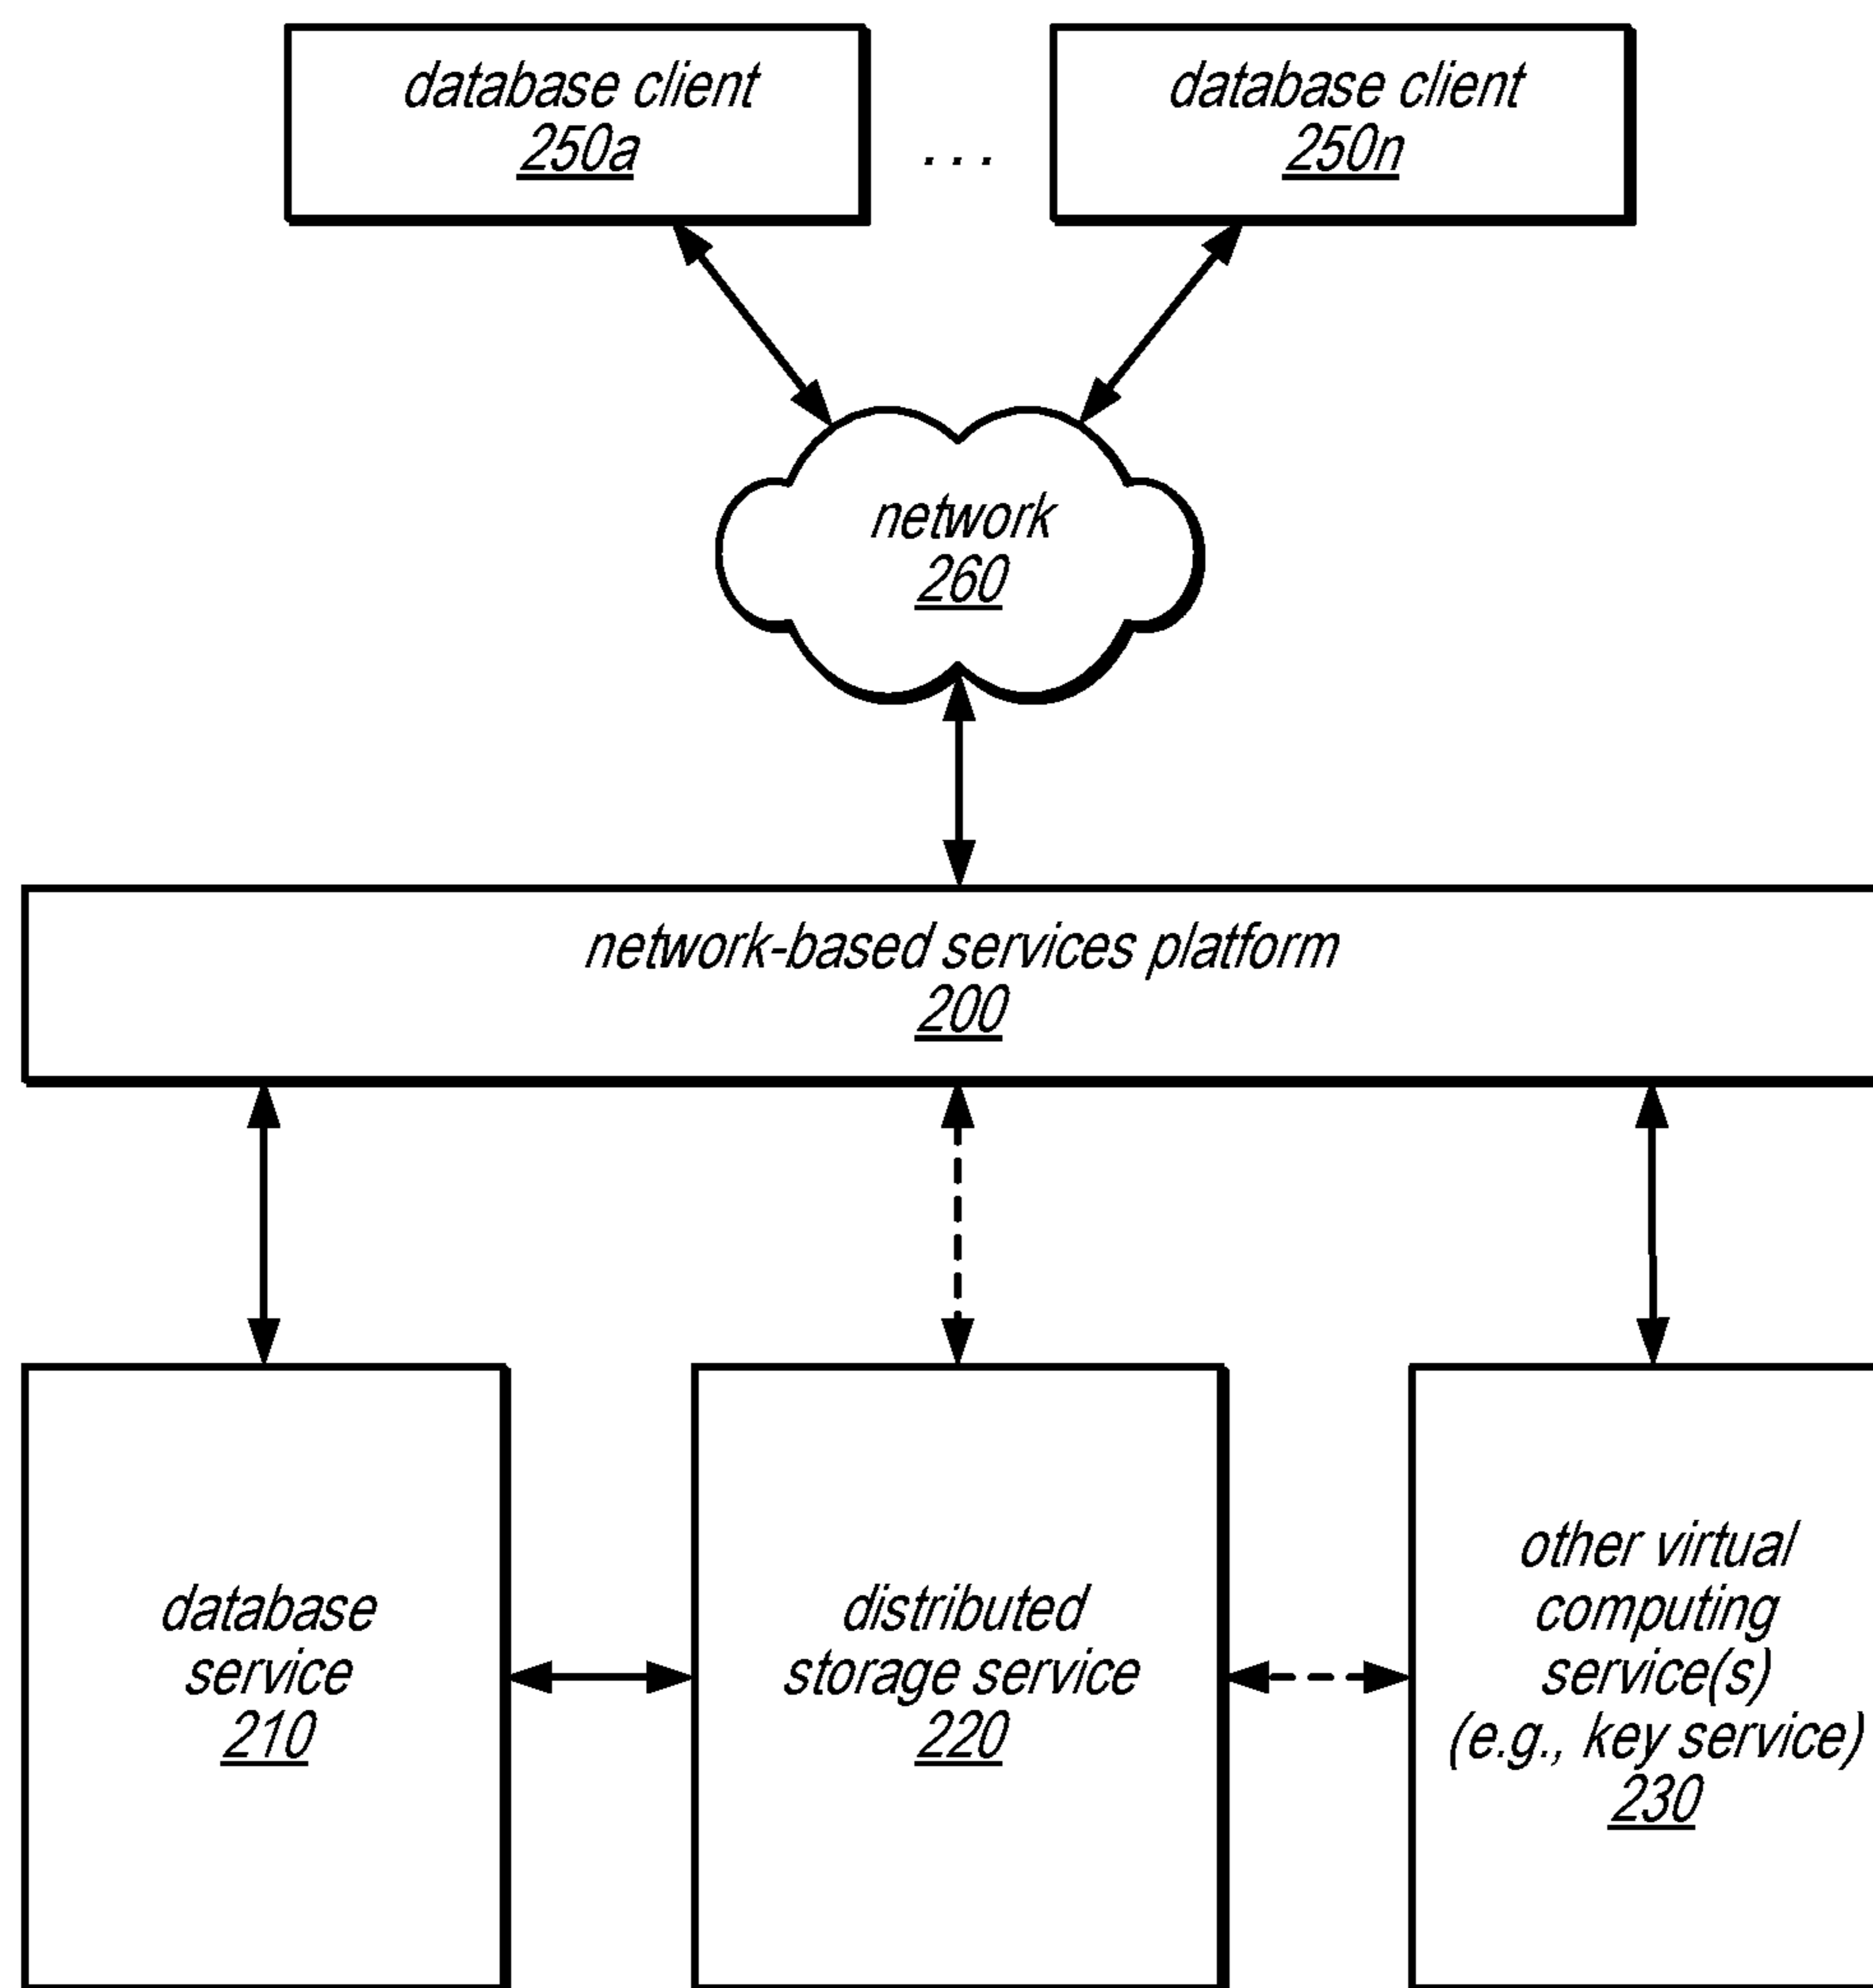 database client
250a
. . .
database client
250n
network
260
network-based services platform
200
database
service
210
distributed
storage service
220
other virtual
computing
service(s)
(e.g., key service)
230